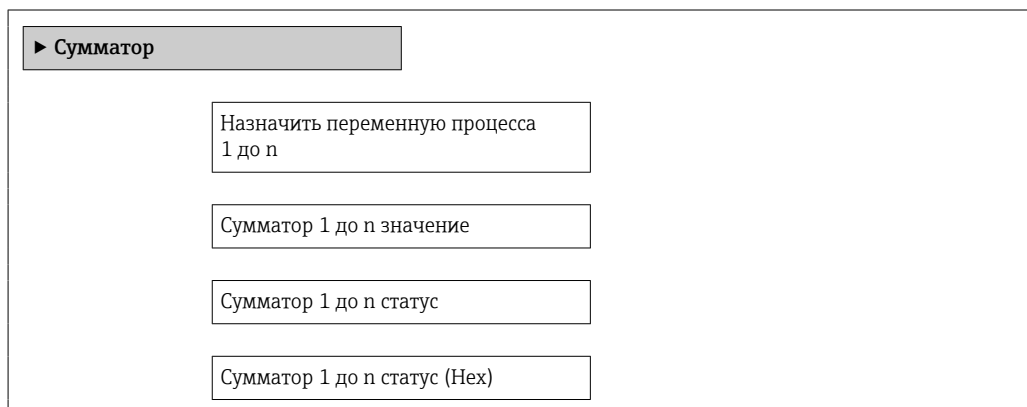 ▶ Сумматор
Назначить переменную процесса
1 до n
Сумматор 1 до n значение
Сумматор 1 до n статус
Сумматор 1 до n статус (Hex)